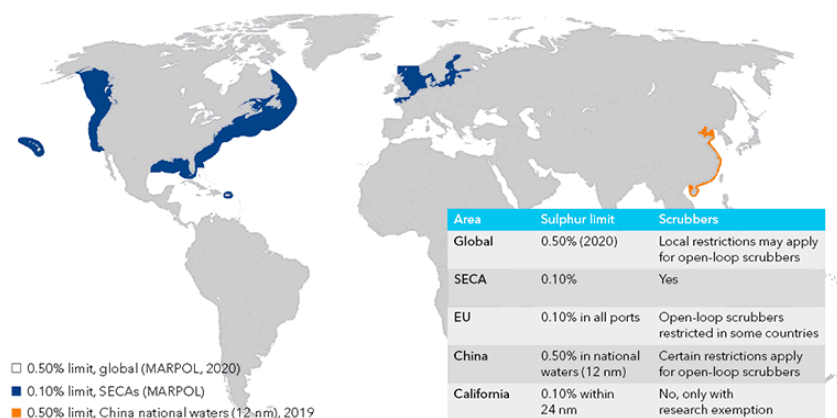 Area Sulphur limit Scrubbers
Global 0.50% (2020) Local restrictions may apply
for open-loop scrubbers
SECA 0.10% Yes
EU 0.10% in all ports Open-loop scrubbers
restricted in some countries
China 0.50% in national Certain restrictions apply
waters (12 nm) for open-loop scrubbers
California 0.10% within No, only with
24 nm research exemption
0.50% limit, global (MARPOL, 2020)
0.10% limit, SECAs (MARPOL)
0.50% limit, China national waters (12 nm), 2019